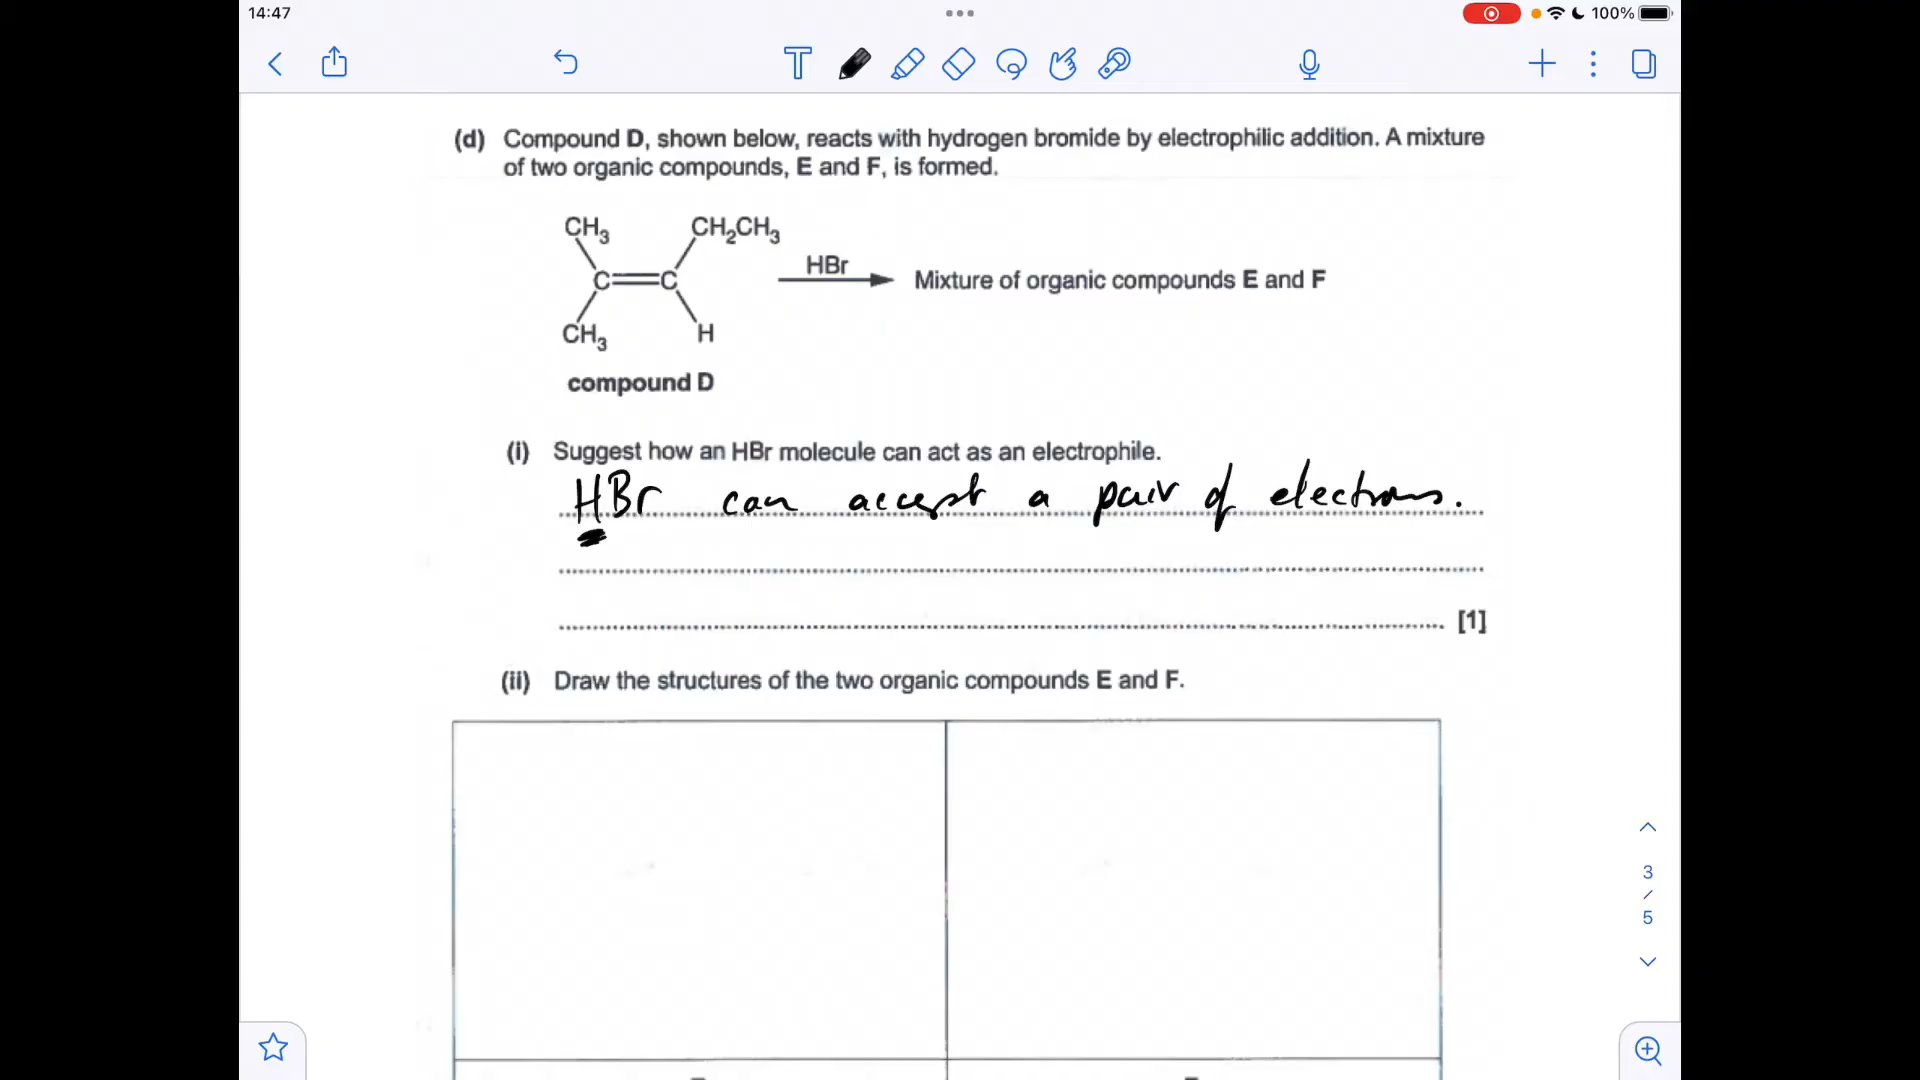 14:47
100%
(d) Compound D, shown below, reacts with hydrogen bromide by electrophilic addition. A mixture
of two organic compounds, E and F, is formed.
CH3 CH2CH3
C C
HBr
Mixture of organic compounds E and F
CH3 H
compound D
(i) Suggest how an HBr molecule can act as an electrophile.
HBr can accept a pair of electrons.
[1]
(ii) Draw the structures of the two organic compounds E and F.
3
/
5